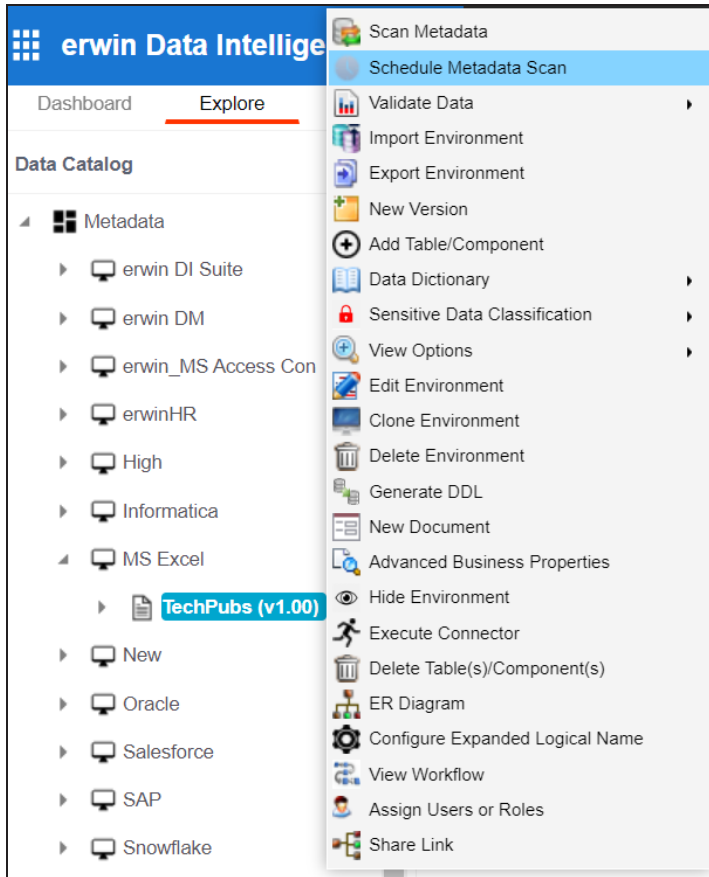 erwin Data Intellige
Dashboard
Explore
Data Catalog
Metadata
erwin DI Suite
erwin DM
erwin_MS Access Con
erwinHR
High
Informatica
MS Excel
TechPubs (v1.00)
New
Oracle
Salesforce
SAP
Snowflake
Scan Metadata
Schedule Metadata Scan
Validate Data
Import Environment
Export Environment
New Version
Add Table/Component
Data Dictionary
Sensitive Data Classification
View Options
Edit Environment
Clone Environment
Delete Environment
Generate DDL
New Document
Advanced Business Properties
Hide Environment
Execute Connector
Delete Table(s)/Component(s)
ER Diagram
Configure Expanded Logical Name
View Workflow
Assign Users or Roles
Share Link